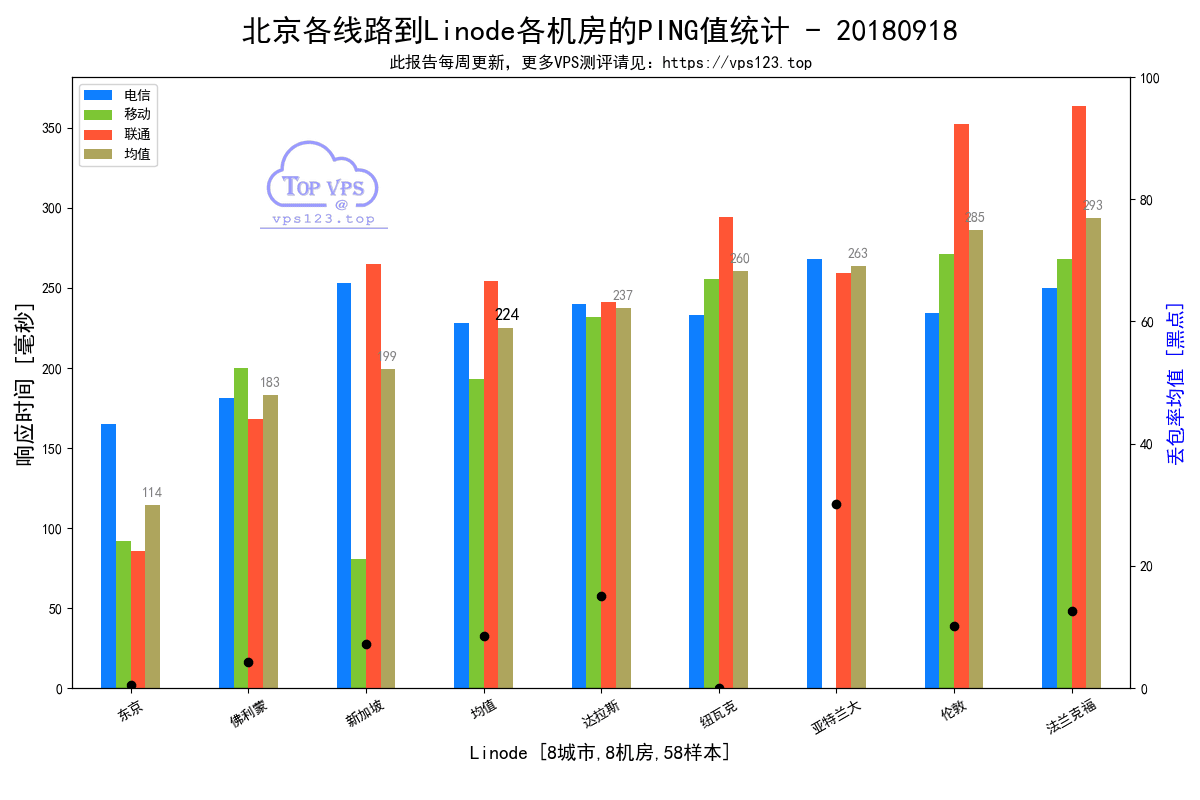 北京各线路到Linode各机房的PING值统计 - 20180918
此报告每周更新，更多VPS测评请见：https://vps123.top
电信
移动
联通
均值
TOP VPS
@
vps123.top
响应时间 [毫秒]
350
300
250
200
150
100
50
0
114
183
199
224
237
260
263
285
293
100
80
60
40
20
0
丢包率均值 [黑点]
东京
佛利蒙
新加坡
均值
达拉斯
纽瓦克
亚特兰大
伦敦
法兰克福
Linode [8城市,8机房,58样本]